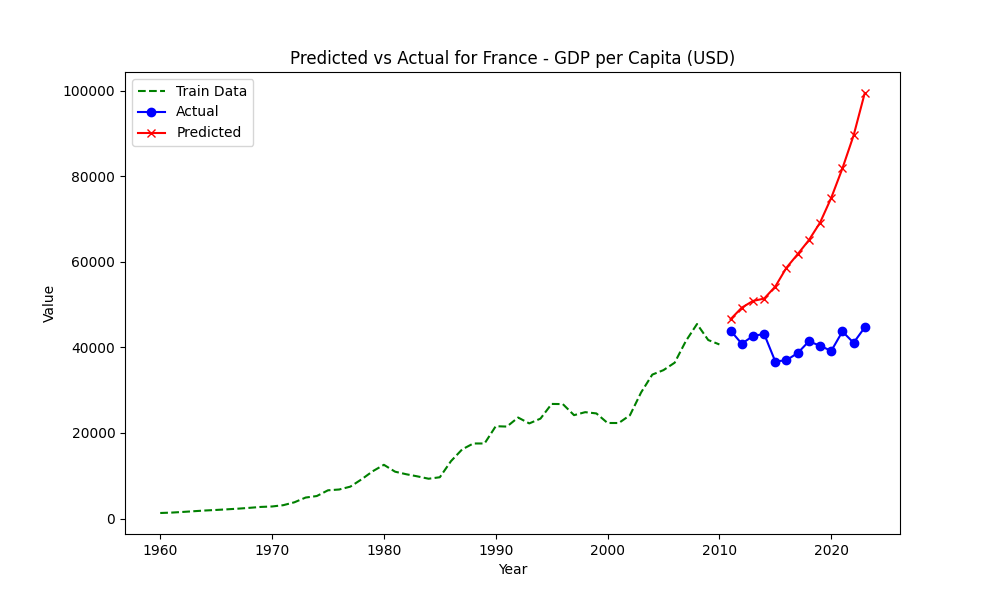 Predicted vs Actual for France - GDP per Capita (USD)
Train Data
Actual
Predicted
100000
80000
60000
40000
20000
0
Value
1960 1970 1980 1990 2000 2010 2020
Year